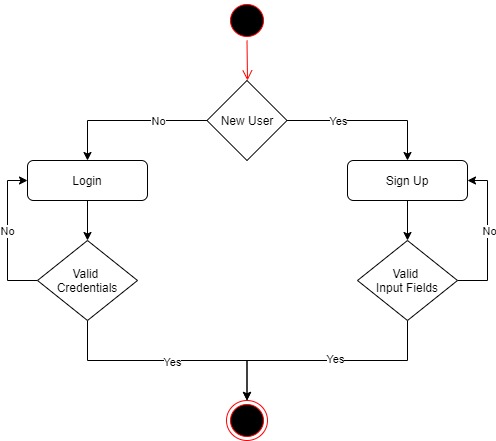 New User
No
Yes
Login
Sign Up
No
No
Valid
Credentials
Valid
Input Fields
Yes
Yes